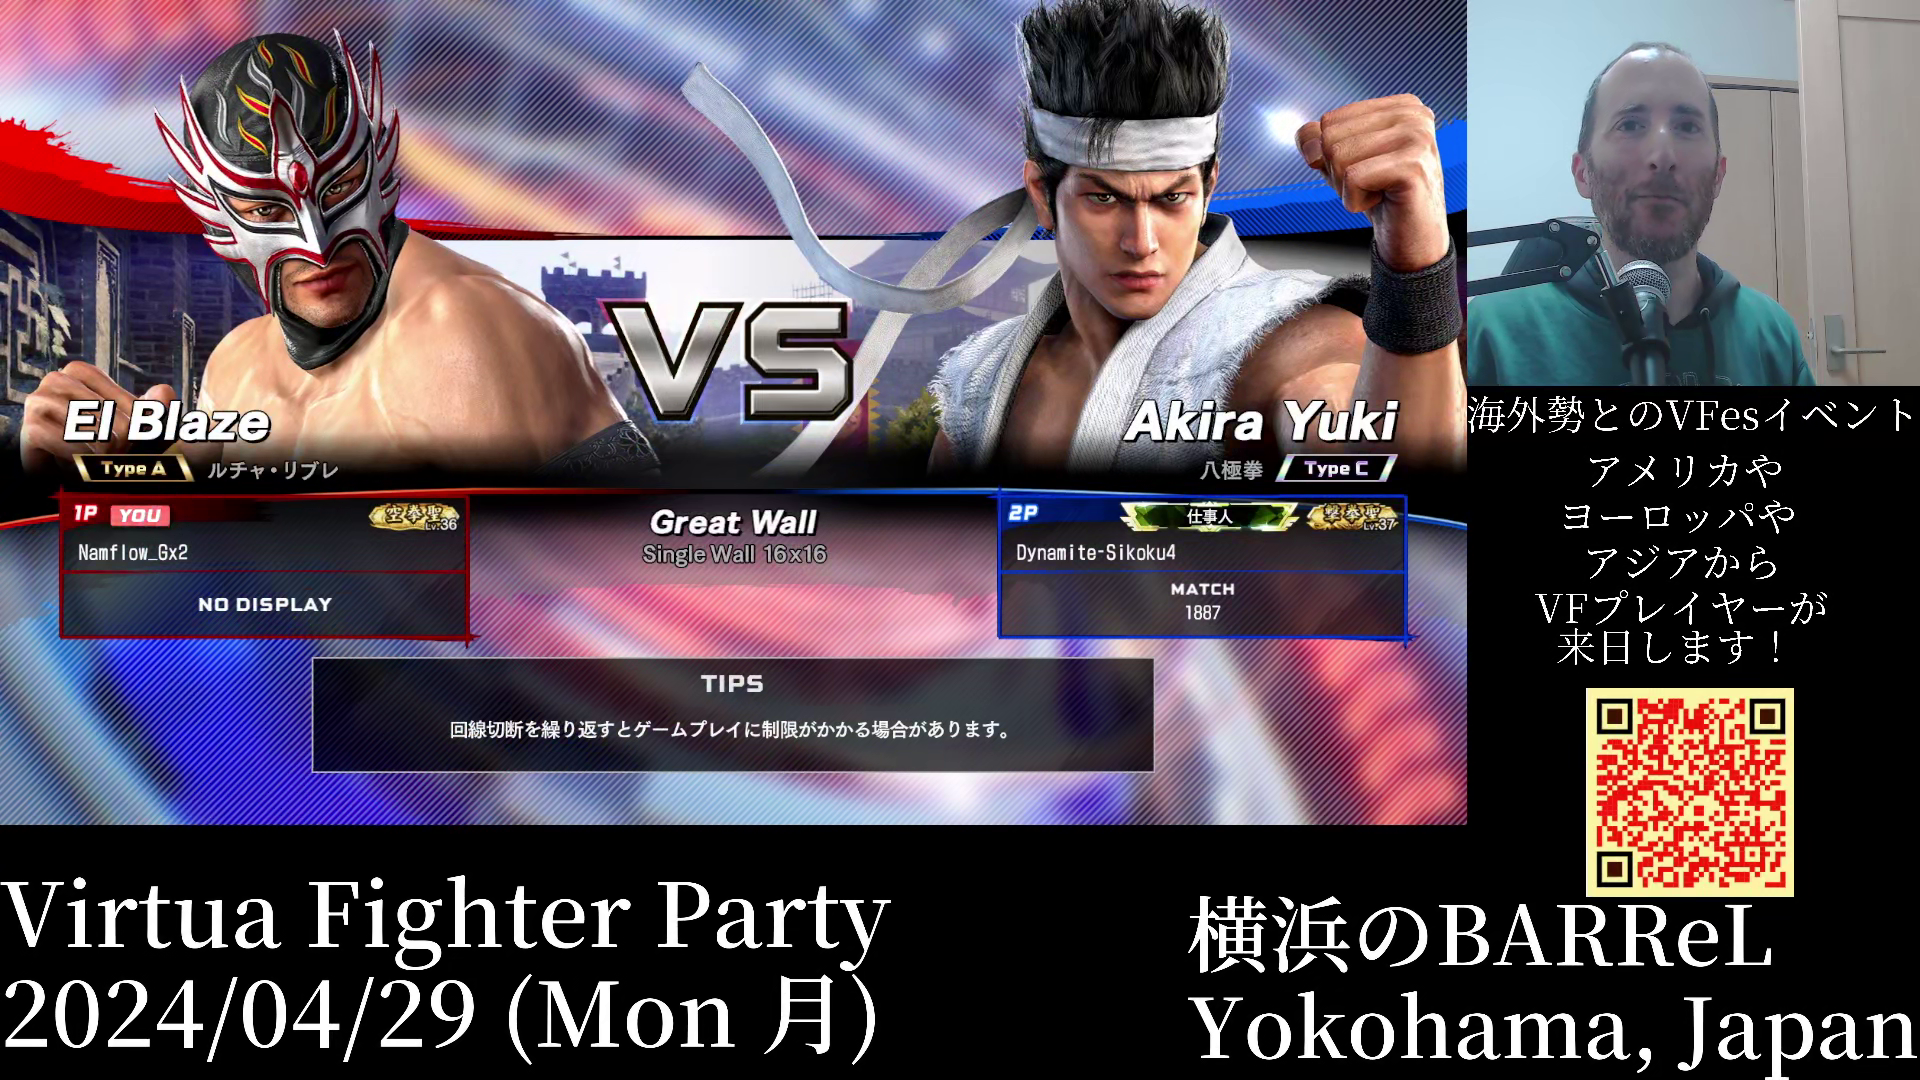 VS
El Blaze
Type A ルチャ・リブレ
Akira Yuki
八極拳 Type C
1P YOU 空拳聖 Lv.36
Namflow_Gx2
NO DISPLAY
Great Wall
Single Wall 16x16
2P 仕事人 撃拳聖 Lv.37
Dynamite-Sikoku4
MATCH
1887
TIPS
回線切断を繰り返すとゲームプレイに制限がかかる場合があります。
海外勢とのVFesイベント
アメリカや
ヨーロッパや
アジアから
VFプレイヤーが
来日します！
Virtua Fighter Party
2024/04/29 (Mon 月)
横浜のBARReL
Yokohama, Japan